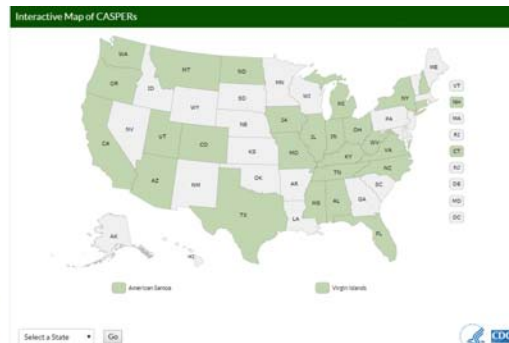 Interactive Map of CASPERs
WA
MT
ND
MN
ME
OR
ID
SD
WI
MI
NY
VT
WY
NH
NV
NE
IA
PA
MA
IL
IN
OH
RI
CA
UT
CO
KS
MO
WV
VA
CT
KY
NJ
NC
DE
TN
AZ
NM
OK
AR
SC
MD
MS
AL
GA
DC
TX
LA
FL
AK
HI
American Samoa
Virgin Islands
Select a State
Go
CDC